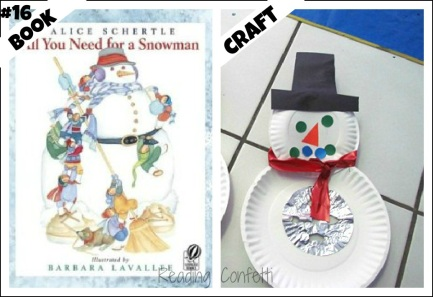 #16
BOOK
ALICE SCHERTLE
All You Need for a Snowman
Illustrated by
BARBARA LAVALLEE
CRAFT
Reading Confetti